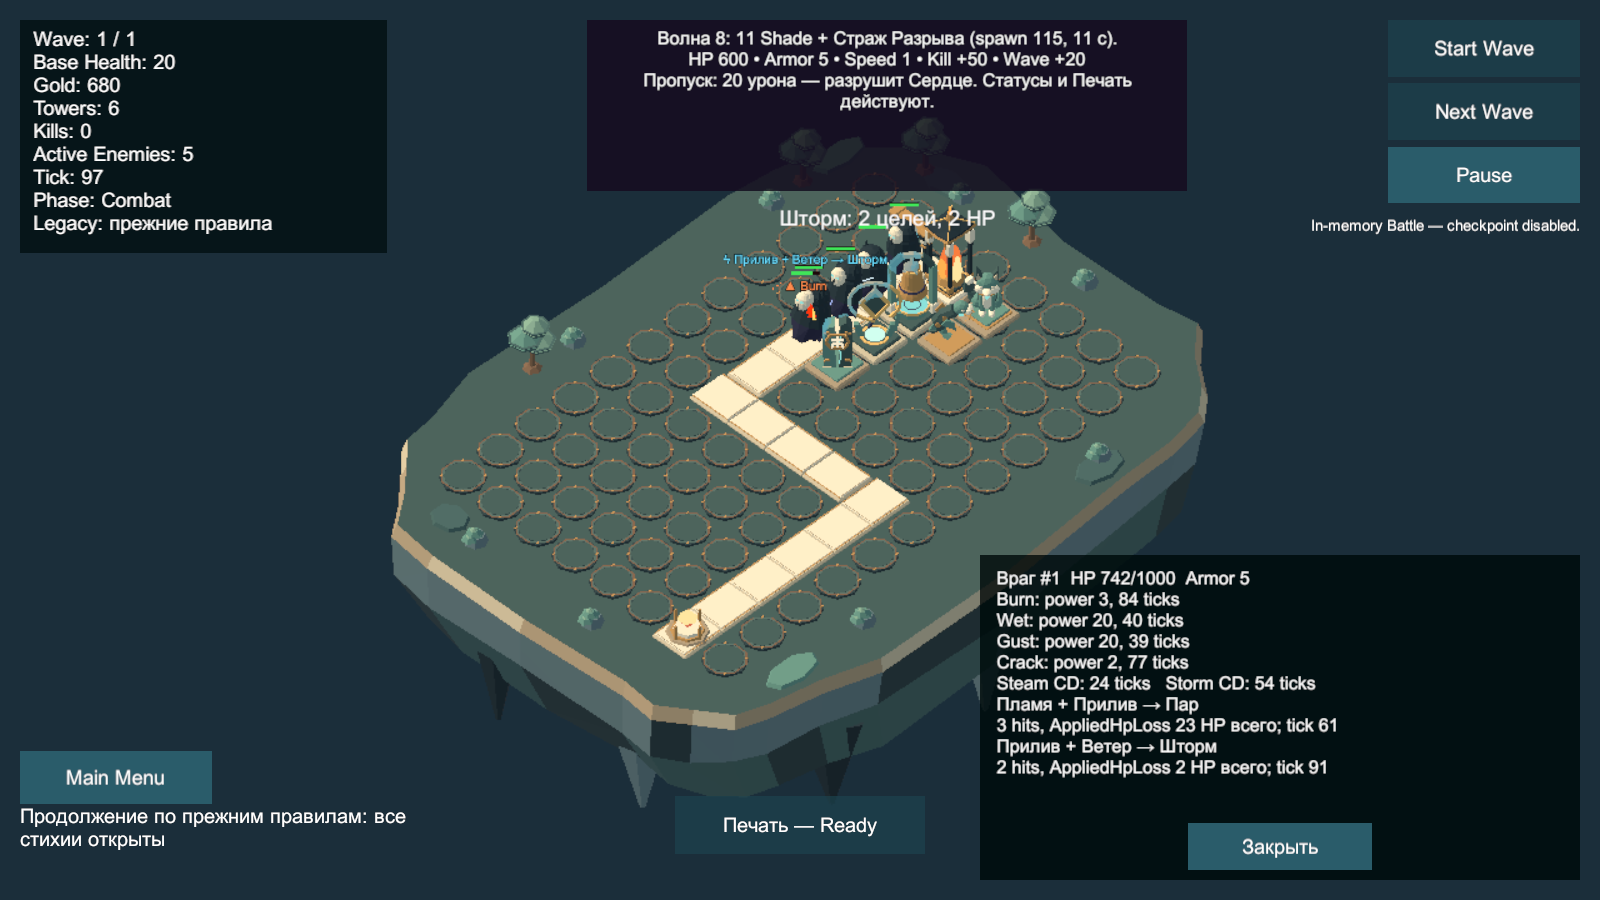 Wave: 1 / 1
Base Health: 20
Gold: 680
Towers: 6
Kills: 0
Active Enemies: 5
Tick: 97
Phase: Combat
Legacy: прежние правила
Волна 8: 11 Shade + Страж Разрыва (spawn 115, 11 с).
HP 600 • Armor 5 • Speed 1 • Kill +50 • Wave +20
Пропуск: 20 урона — разрушит Сердце. Статусы и Печать
действуют.
Start Wave
Next Wave
Pause
In-memory Battle — checkpoint disabled.
Шторм: 2 целей, 2 HP
ϟ Прилив + Ветер → Шторм
▲ Burn
Враг #1  HP 742/1000  Armor 5
Burn: power 3, 84 ticks
Wet: power 20, 40 ticks
Gust: power 20, 39 ticks
Crack: power 2, 77 ticks
Steam CD: 24 ticks   Storm CD: 54 ticks
Пламя + Прилив → Пар
3 hits, AppliedHpLoss 23 HP всего; tick 61
Прилив + Ветер → Шторм
2 hits, AppliedHpLoss 2 HP всего; tick 91
Закрыть
Main Menu
Продолжение по прежним правилам: все
стихии открыты
Печать — Ready